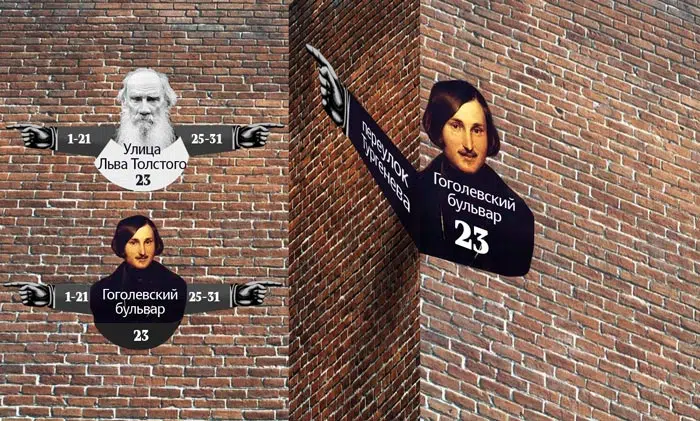 1-21
25-31
Улица
Льва Толстого
23
1-21
25-31
Гоголевский
бульвар
23
переулок
Тургенева
Гоголевский
бульвар
23